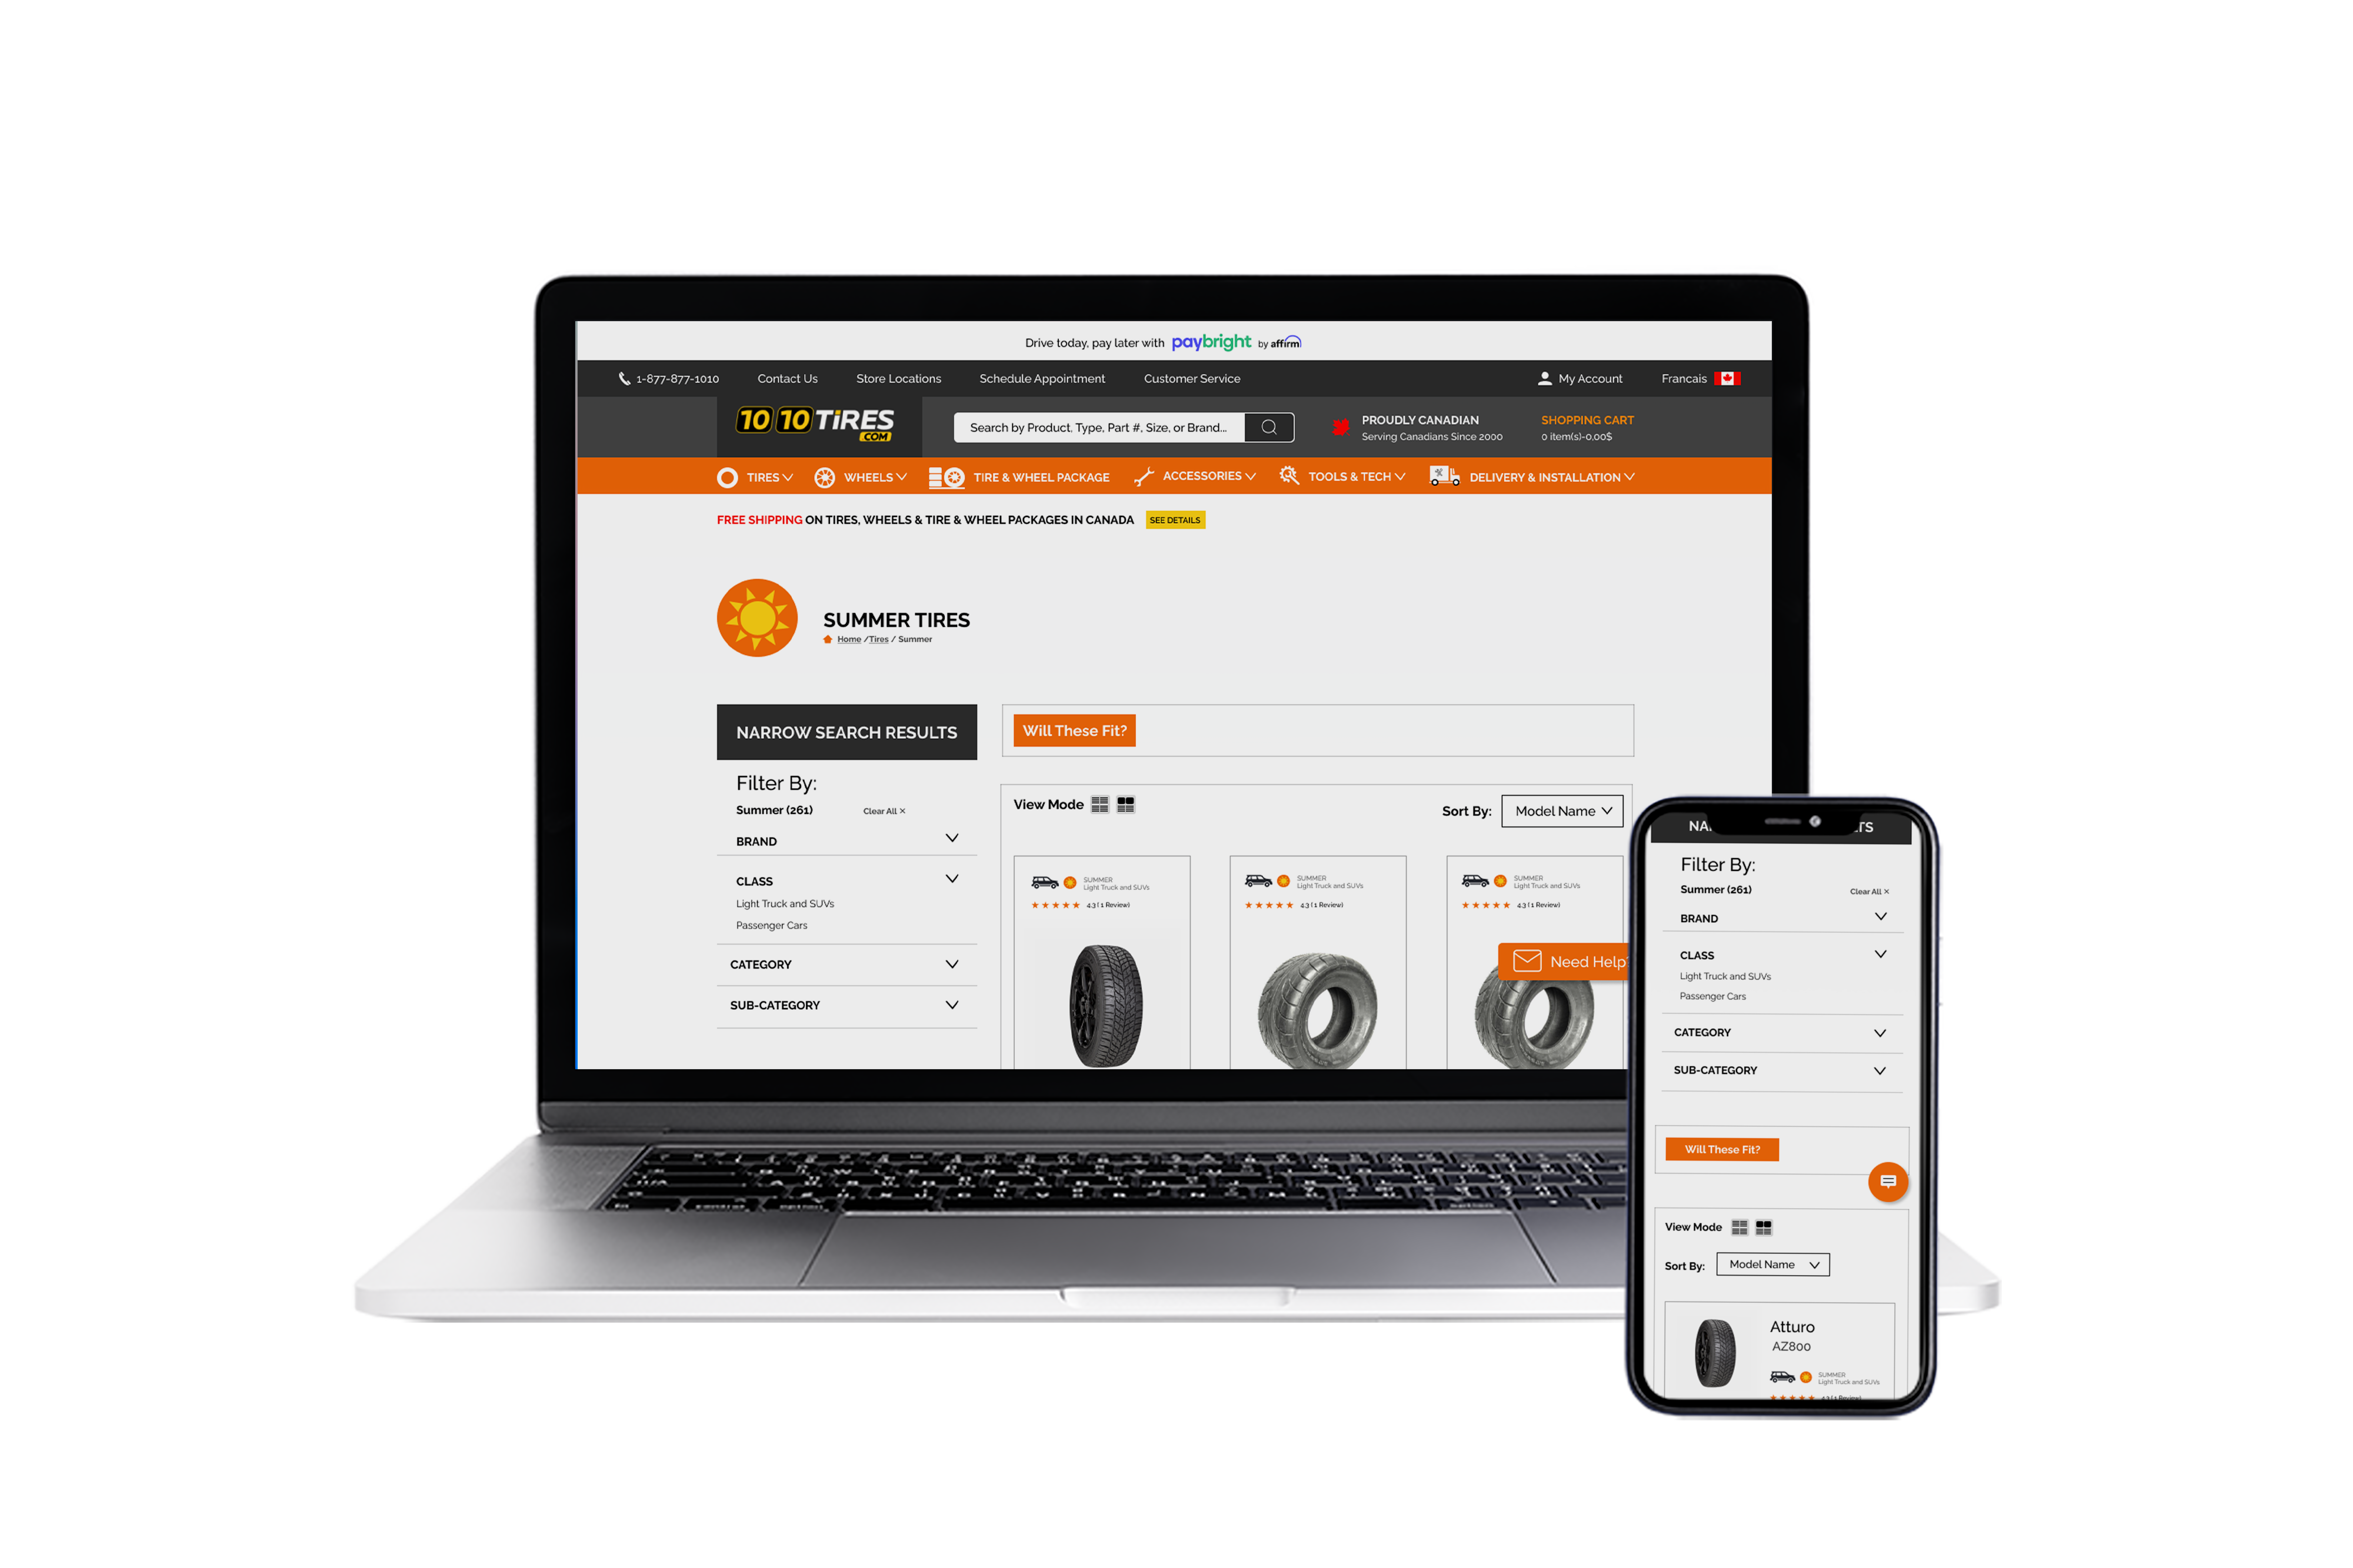 Drive today, pay later with paybright by affirm
1-877-877-1010 Contact Us Store Locations Schedule Appointment Customer Service My Account Francais
1010TiRES
.COM
Search by Product, Type, Part #, Size, or Brand...
PROUDLY CANADIAN
Serving Canadians Since 2000
SHOPPING CART
0 item(s)-0,00$
TIRES WHEELS TIRE & WHEEL PACKAGE ACCESSORIES TOOLS & TECH DELIVERY & INSTALLATION
FREE SHIPPING ON TIRES, WHEELS & TIRE & WHEEL PACKAGES IN CANADA SEE DETAILS
SUMMER TIRES
Home /Tires / Summer
NARROW SEARCH RESULTS
Filter By:
Summer (261) Clear All ×
BRAND
CLASS
Light Truck and SUVs
Passenger Cars
CATEGORY
SUB-CATEGORY
Will These Fit?
View Mode
Sort By: Model Name
SUMMER
Light Truck and SUVs
4.3 ( 1 Review)
SUMMER
Light Truck and SUVs
4.3 ( 1 Review)
SUMMER
Light Truck and SUVs
4.3 ( 1 Review)
Need Help?
Filter By:
Summer (261) Clear All ×
BRAND
CLASS
Light Truck and SUVs
Passenger Cars
CATEGORY
SUB-CATEGORY
Will These Fit?
View Mode
Sort By: Model Name
Atturo
AZ800
SUMMER
Light Truck and SUVs
4.3 ( 1 Review)